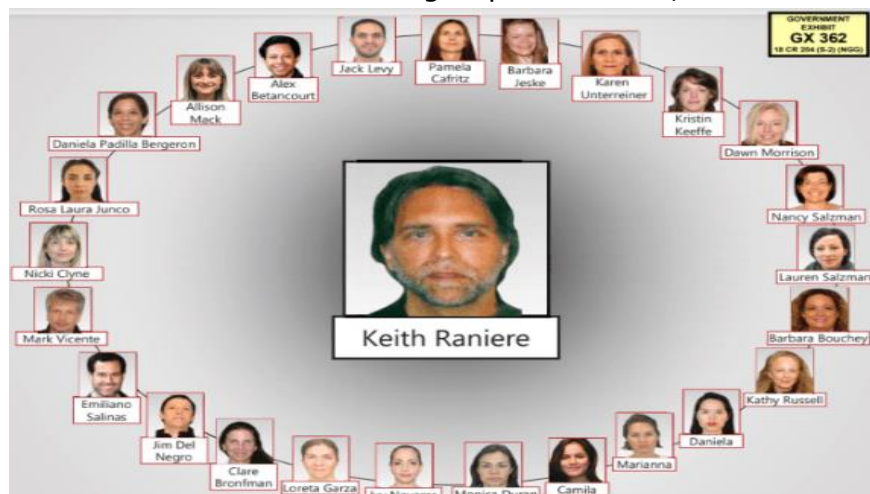 GOVERNMENT
EXHIBIT
GX 362
18 CR 204 (S-2) (NGG)
Jack Levy
Pamela
Cafritz
Barbara
Jeske
Karen
Unterreiner
Kristin
Keeffe
Dawn Morrison
Nancy Salzman
Lauren Salzman
Barbara Bouchey
Kathy Russell
Daniela
Marianna
Camila
Monica Duran
Loreta Garza
Clare
Bronfman
Jim Del
Negro
Emiliano
Salinas
Mark Vicente
Nicki Clyne
Rosa Laura Junco
Daniela Padilla Bergeron
Allison
Mack
Alex
Betancourt
Keith Raniere